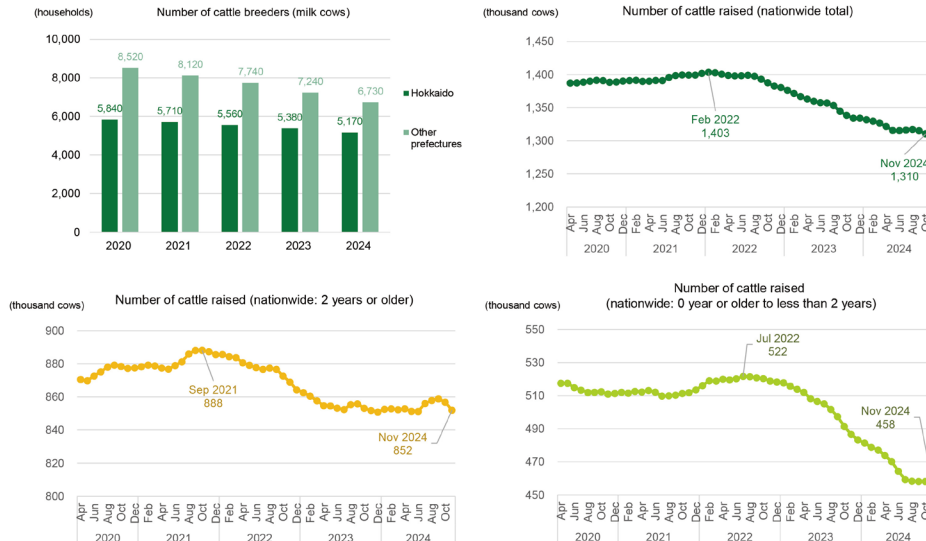 (households)
Number of cattle breeders (milk cows)
10,000
8,000
6,000
4,000
2,000
0
5,840
8,520
5,710
8,120
5,560
7,740
5,380
7,240
5,170
6,730
2020
2021
2022
2023
2024
Hokkaido
Other
prefectures
(thousand cows)
Number of cattle raised (nationwide total)
1,450
1,400
1,350
1,300
1,250
1,200
Feb 2022
1,403
Nov 2024
1,310
Apr Jun Aug Oct Dec Feb Apr Jun Aug Oct Dec Feb Apr Jun Aug Oct Dec Feb Apr Jun Aug Oct Dec Feb Apr Jun Aug Oct
2020 2021 2022 2023 2024
(thousand cows)
Number of cattle raised (nationwide: 2 years or older)
900
880
860
840
820
800
Sep 2021
888
Nov 2024
852
Apr Jun Aug Oct Dec Feb Apr Jun Aug Oct Dec Feb Apr Jun Aug Oct Dec Feb Apr Jun Aug Oct Dec Feb Apr Jun Aug Oct
2020 2021 2022 2023 2024
(thousand cows)
Number of cattle raised
(nationwide: 0 year or older to less than 2 years)
550
530
510
490
470
450
Jul 2022
522
Nov 2024
458
Apr Jun Aug Oct Dec Feb Apr Jun Aug Oct Dec Feb Apr Jun Aug Oct Dec Feb Apr Jun Aug Oct Dec Feb Apr Jun Aug Oct
2020 2021 2022 2023 2024